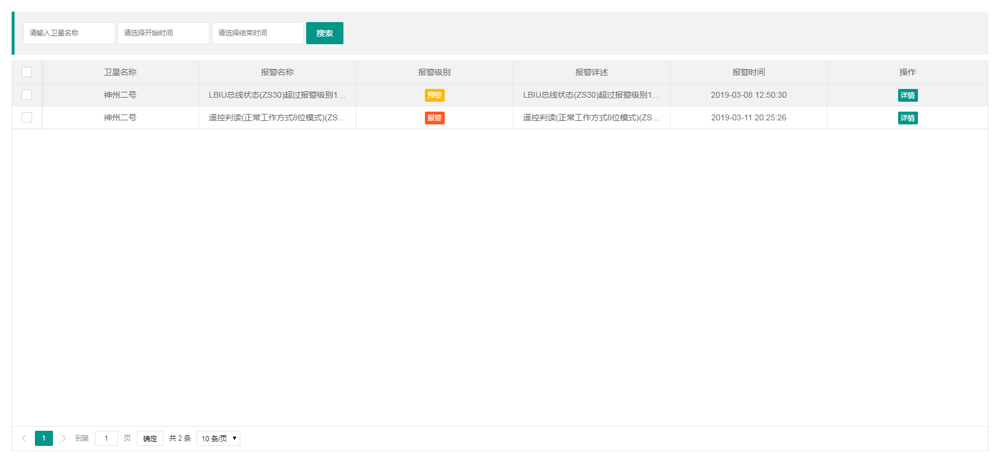 请输入卫星名称 请选择开始时间 请选择结束时间 搜索
卫星名称 报警名称 报警级别 报警详述 报警时间 操作
神州二号 LBIU总线状态(ZS30)超过报警级别1… 预警 LBIU总线状态(ZS30)超过报警级别1… 2019-03-08 12:50:30 详情
神州二号 遥控判读(正常工作方式8位模式)(ZS… 报警 遥控判读(正常工作方式8位模式)(ZS… 2019-03-11 20:25:26 详情
1 到第 1 页 确定 共 2 条 10 条/页